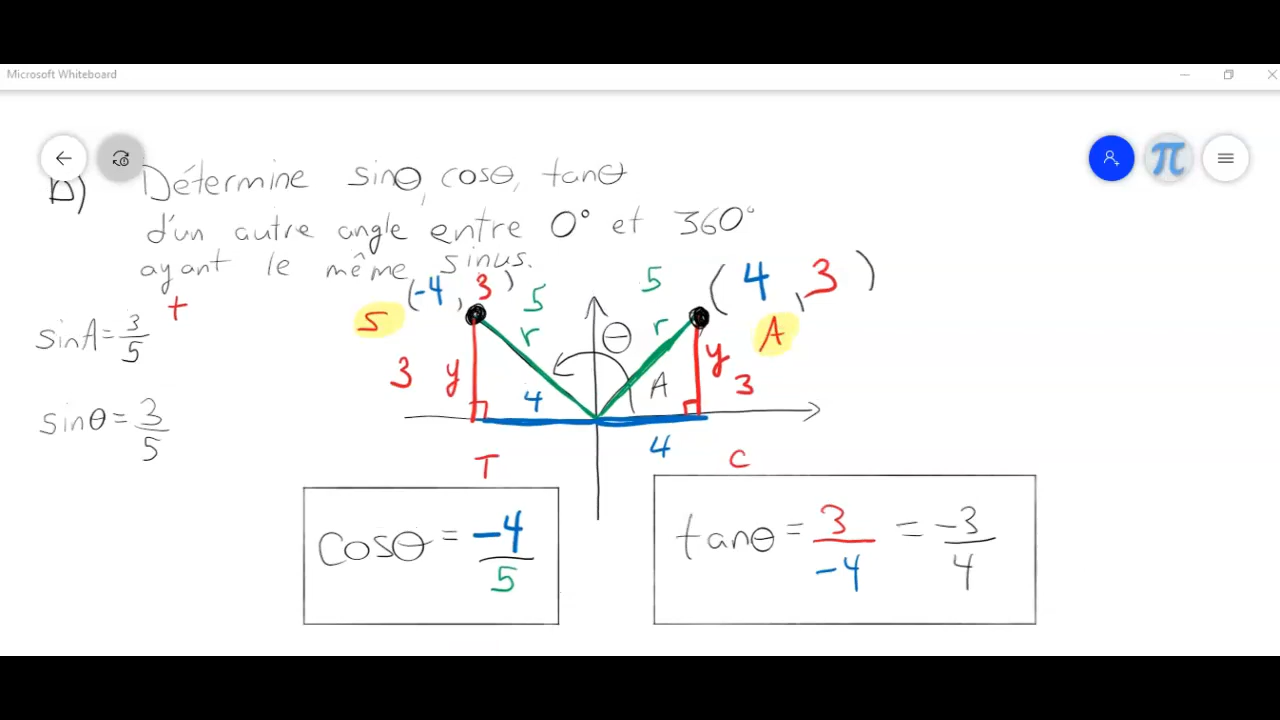 Microsoft Whiteboard
D) Détermine sinθ, cosθ, tanθ
d'un autre angle entre 0° et 360°
ayant le même sinus.
+
(-4, 3)
5
5
(4, 3)
S
r
θ
r
A
sinA = 3/5
3
y
4
A
y
3
sinθ = 3/5
4
T
C
cosθ = -4/5
tanθ = 3/-4 = -3/4
π